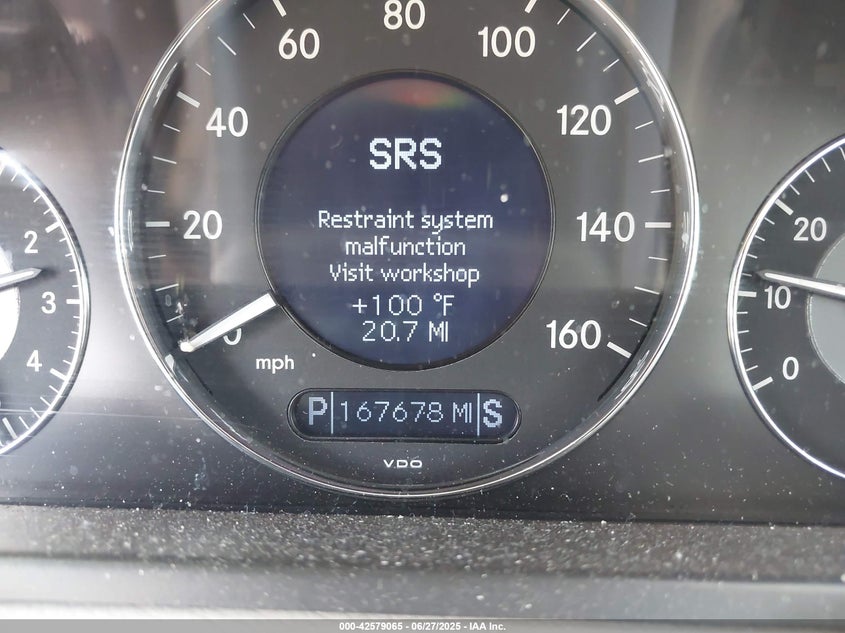 80
60
100
40
120
SRS
20
140
Restraint system
malfunction
Visit workshop
+100 °F
20.7 MI
0
160
mph
P 167678 MI S
VDO
2
3
4
20
10
0
000-42579065 - 06/27/2025 - IAA Inc.